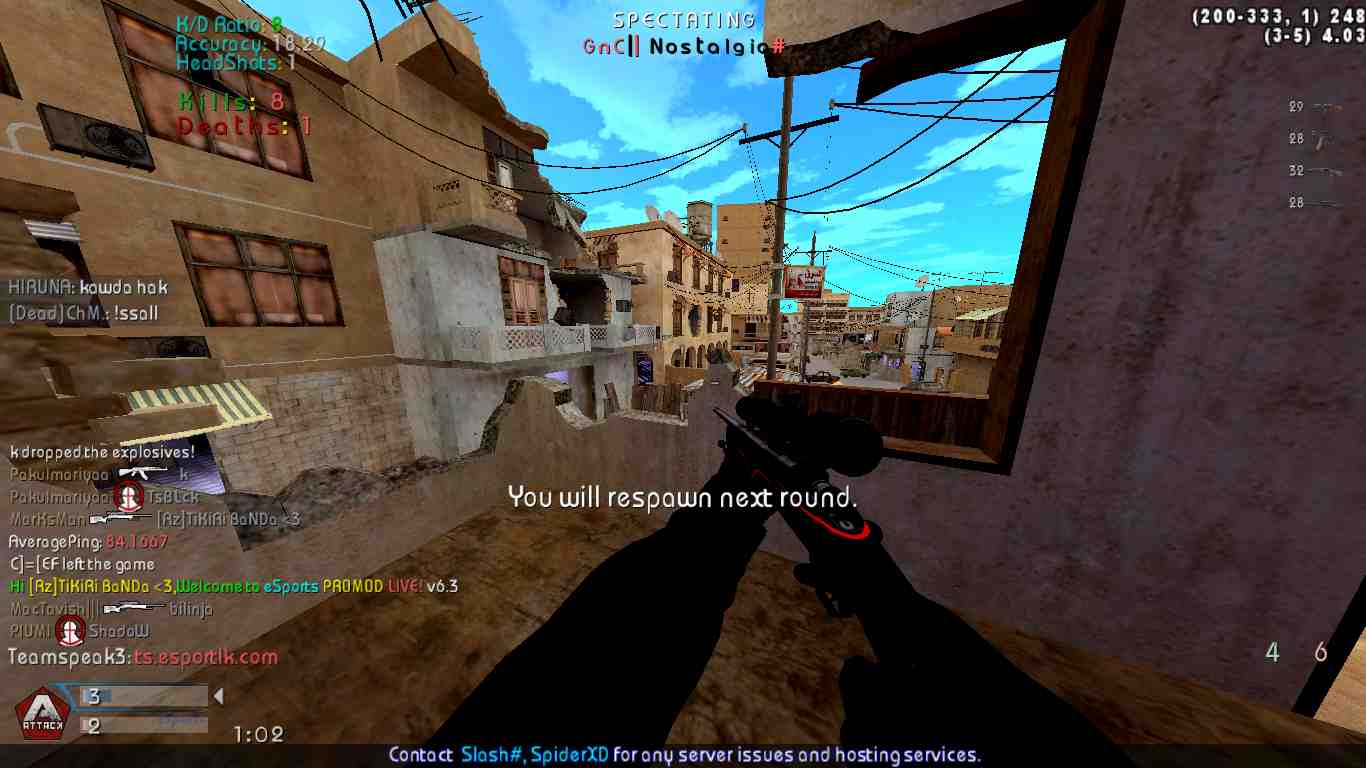 K/D Ratio: 8
Accuracy: 18.29
HeadShots: 1
Kills: 8
Deaths: 1
SPECTATING
GnC|| Nostalgia#
(200-333, 1) 248
(3-5) 4.03
29
28
32
28
HIRUNA: kawda hak
(Dead)ChM.: !ssall
k dropped the explosives!
Pakulmariyaa k
Pakulmariyaa TsBLck
MarKsMan [Az]TiKiRi BaNDa <3
AveragePing: 84.1667
C]=[EF left the game
Hi [Az]TiKiRi BaNDa <3,Welcome to eSports PROMOD LIVE! v6.3
MacTavish||| bilinja
PIUMI ShadoW
Teamspeak3: ts.esportlk.com
You will respawn next round.
4 6
ATTACK
3
2
1:02
Contact Slash#, SpiderXD for any server issues and hosting services.